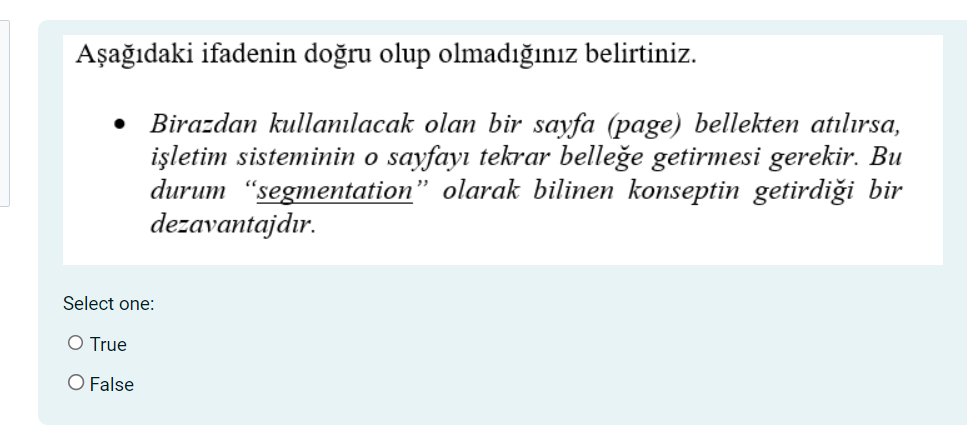 Aşağıdaki ifadenin doğru olup olmadığınız belirtiniz.
• Birazdan kullanılacak olan bir sayfa (page) bellekten atılırsa,
işletim sisteminin o sayfayı tekrar belleğe getirmesi gerekir. Bu
durum “segmentation” olarak bilinen konseptin getirdiği bir
dezavantajdır.
Select one:
True
False